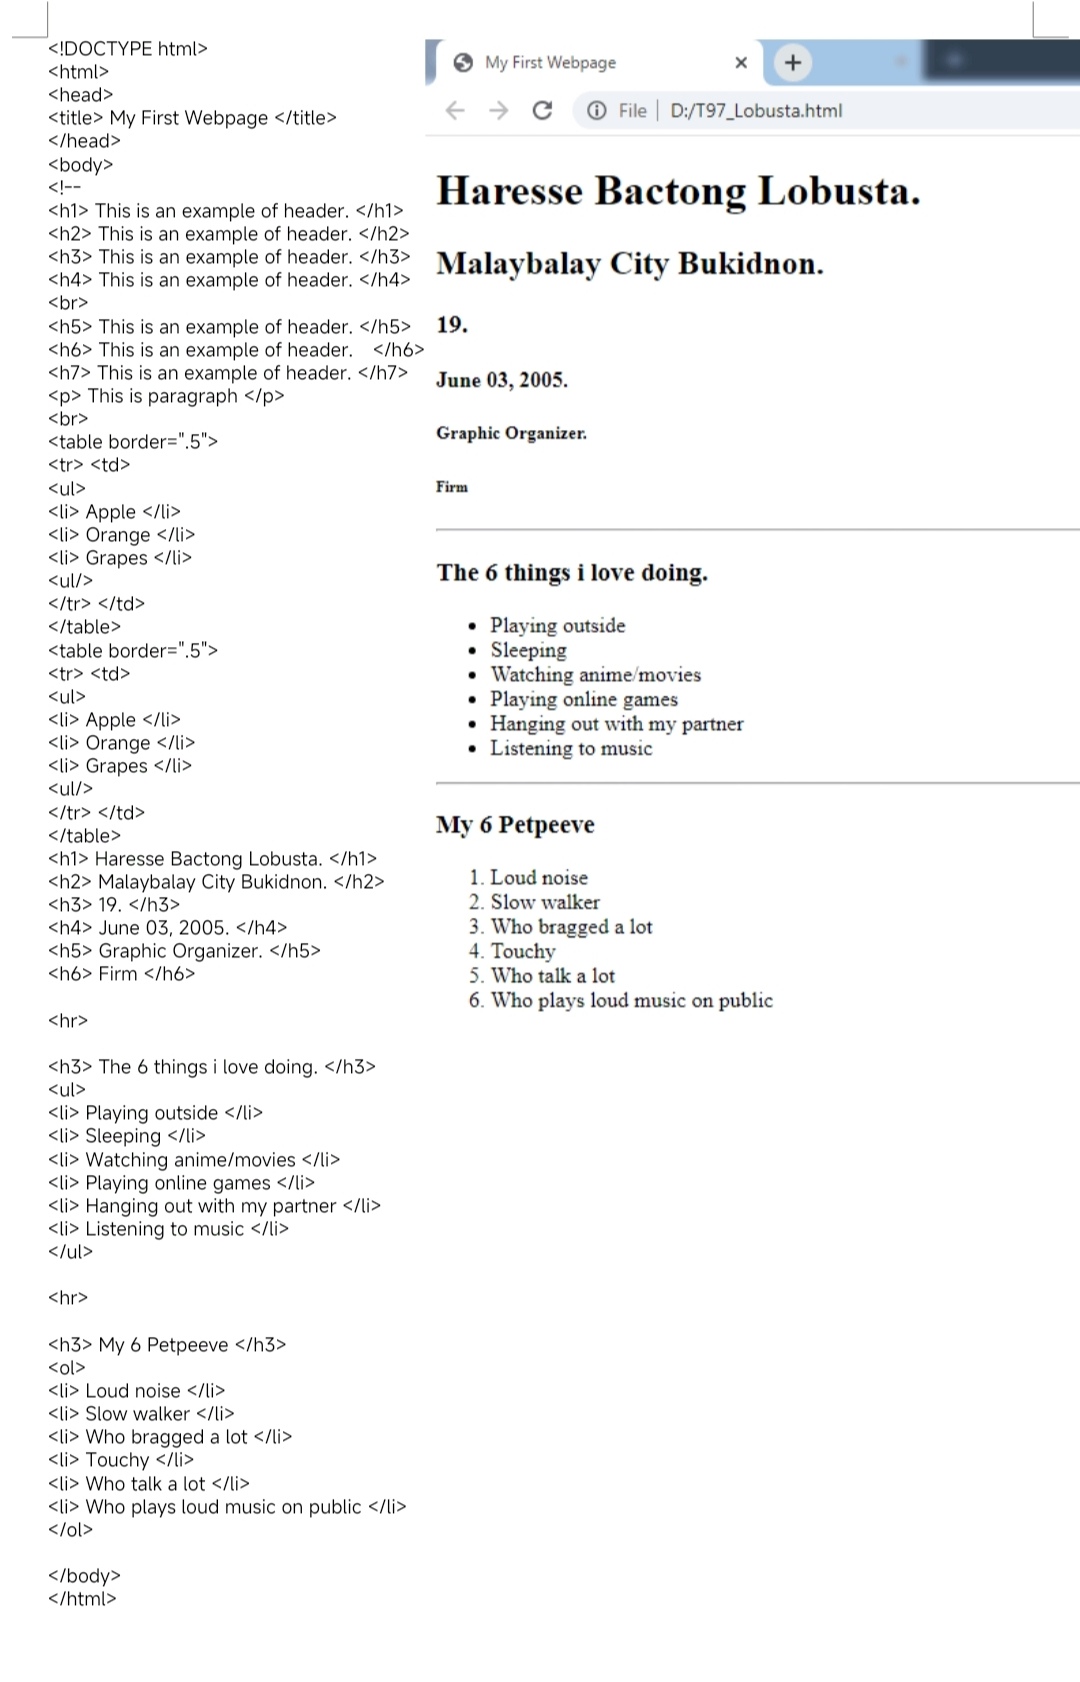 <!DOCTYPE html>
<html>
<head>
<title> My First Webpage </title>
</head>
<body>
<!--
<h1> This is an example of header. </h1>
<h2> This is an example of header. </h2>
<h3> This is an example of header. </h3>
<h4> This is an example of header. </h4>
<br>
<h5> This is an example of header. </h5>
<h6> This is an example of header.   </h6>
<h7> This is an example of header. </h7>
<p> This is paragraph </p>
<br>
<table border=".5">
<tr> <td>
<ul>
<li> Apple </li>
<li> Orange </li>
<li> Grapes </li>
<ul/>
</tr> </td>
</table>
<table border=".5">
<tr> <td>
<ul>
<li> Apple </li>
<li> Orange </li>
<li> Grapes </li>
<ul/>
</tr> </td>
</table>
<h1> Haresse Bactong Lobusta. </h1>
<h2> Malaybalay City Bukidnon. </h2>
<h3> 19. </h3>
<h4> June 03, 2005. </h4>
<h5> Graphic Organizer. </h5>
<h6> Firm </h6>
<hr>
<h3> The 6 things i love doing. </h3>
<ul>
<li> Playing outside </li>
<li> Sleeping </li>
<li> Watching anime/movies </li>
<li> Playing online games </li>
<li> Hanging out with my partner </li>
<li> Listening to music </li>
</ul>
<hr>
<h3> My 6 Petpeeve </h3>
<ol>
<li> Loud noise </li>
<li> Slow walker </li>
<li> Who bragged a lot </li>
<li> Touchy </li>
<li> Who talk a lot </li>
<li> Who plays loud music on public </li>
</ol>
</body>
</html>
My First Webpage
File | D:/T97_Lobusta.html
Haresse Bactong Lobusta.
Malaybalay City Bukidnon.
19.
June 03, 2005.
Graphic Organizer.
Firm
The 6 things i love doing.
• Playing outside
• Sleeping
• Watching anime/movies
• Playing online games
• Hanging out with my partner
• Listening to music
My 6 Petpeeve
1. Loud noise
2. Slow walker
3. Who bragged a lot
4. Touchy
5. Who talk a lot
6. Who plays loud music on public